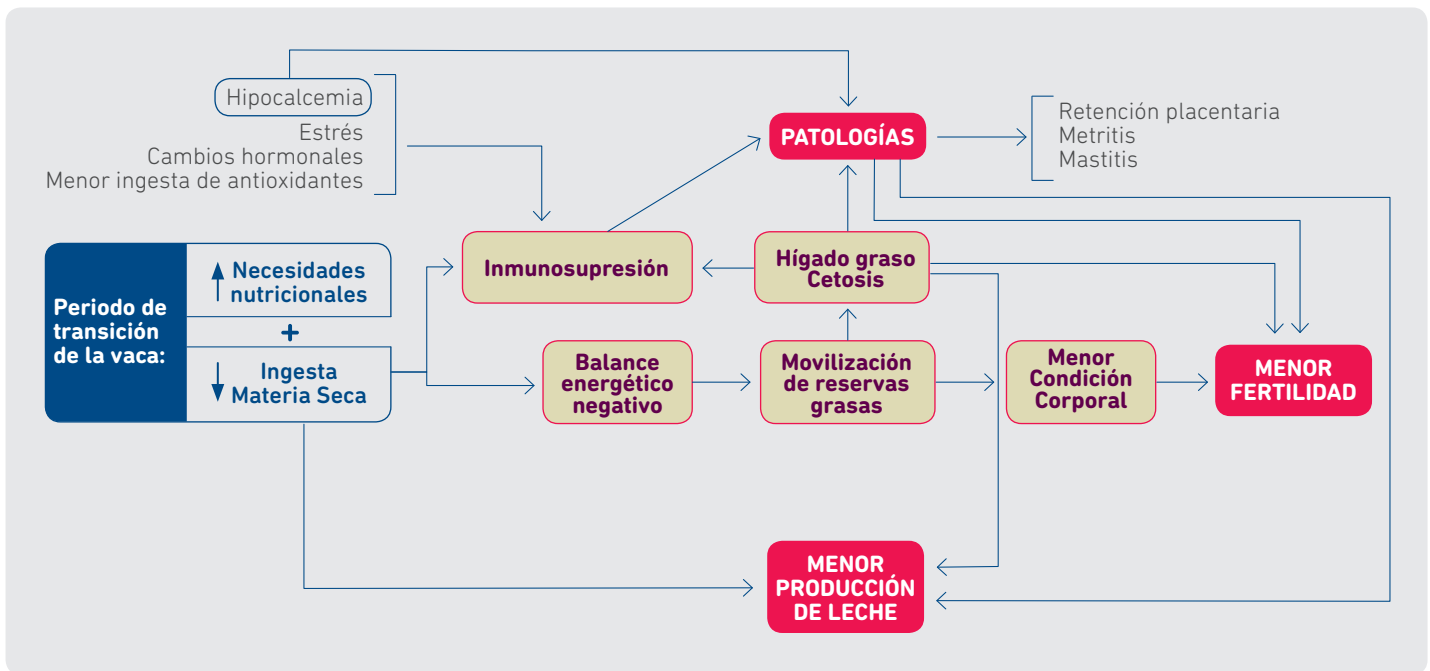 Hipocalcemia
Estrés
Cambios hormonales
Menor ingesta de antioxidantes
PATOLOGÍAS
Retención placentaria
Metritis
Mastitis
Periodo de
transición
de la vaca:
Necesidades
nutricionales
+
Ingesta
Materia Seca
Inmunosupresión
Hígado graso
Cetosis
Balance
energético
negativo
Movilización
de reservas
grasas
Menor
Condición
Corporal
MENOR
FERTILIDAD
MENOR
PRODUCCIÓN
DE LECHE